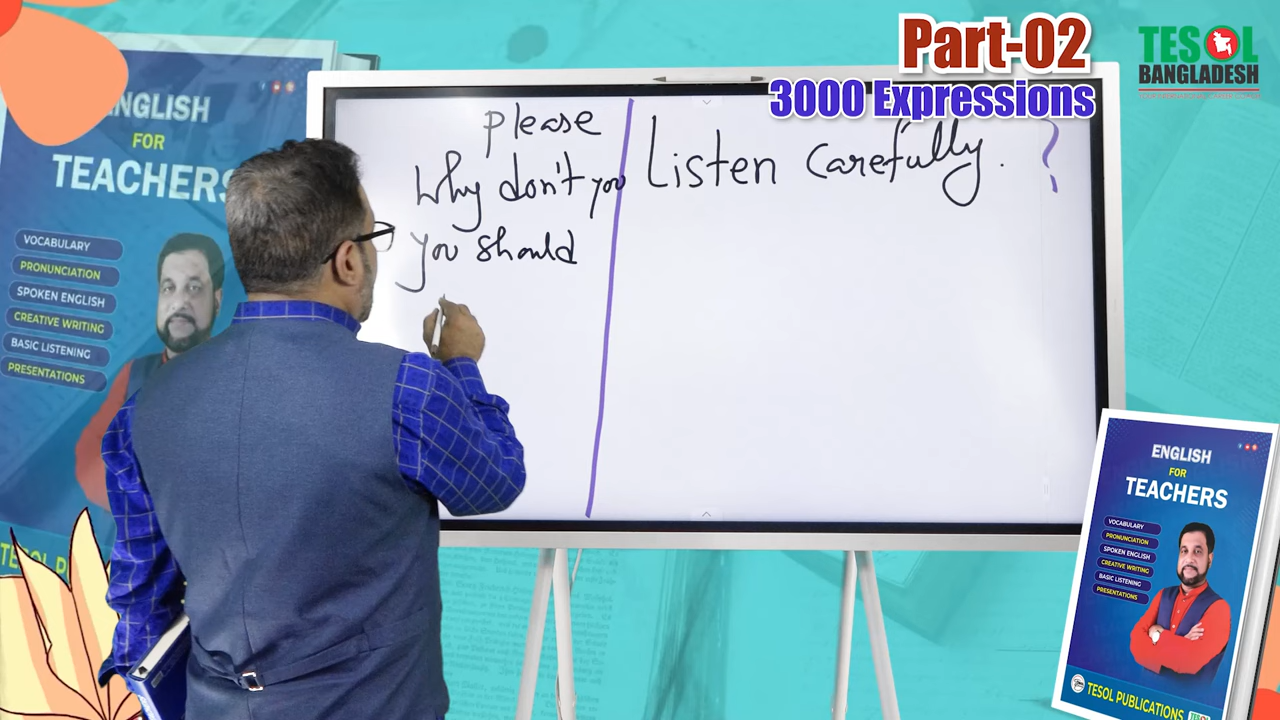 Part-02
3000 Expressions
TESOL
BANGLADESH
please
Why don't you
you should
Listen carefully. ?
ENGLISH
FOR
TEACHERS
VOCABULARY
PRONUNCIATION
SPOKEN ENGLISH
CREATIVE WRITING
BASIC LISTENING
PRESENTATIONS
TESOL PU
ENGLISH
FOR
TEACHERS
VOCABULARY
PRONUNCIATION
SPOKEN ENGLISH
CREATIVE WRITING
BASIC LISTENING
PRESENTATIONS
TESOL PUBLICATIONS